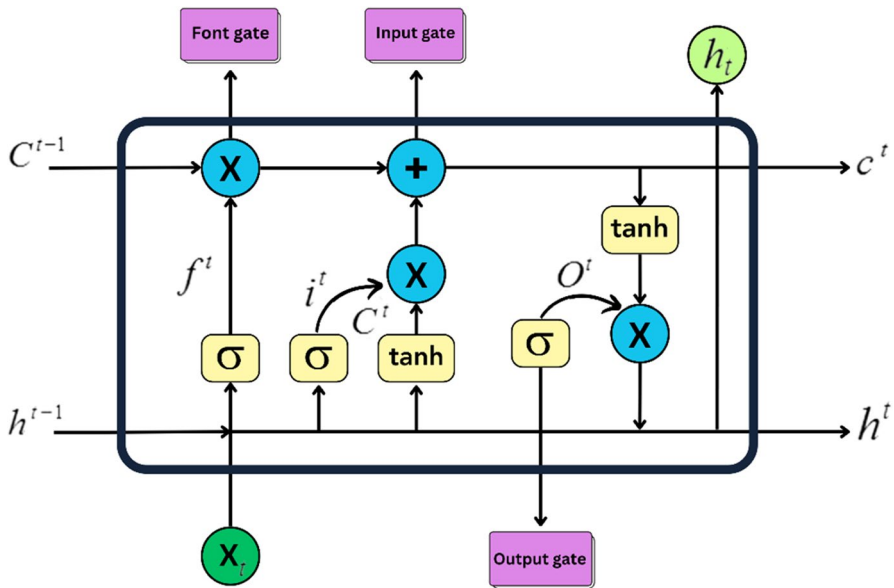 Font gate
Input gate
h_t
C^{t-1}
X
+
c^t
tanh
f^t
i^t
X
O^t
C^t
σ
σ
tanh
σ
X
h^{t-1}
h^t
X_t
Output gate